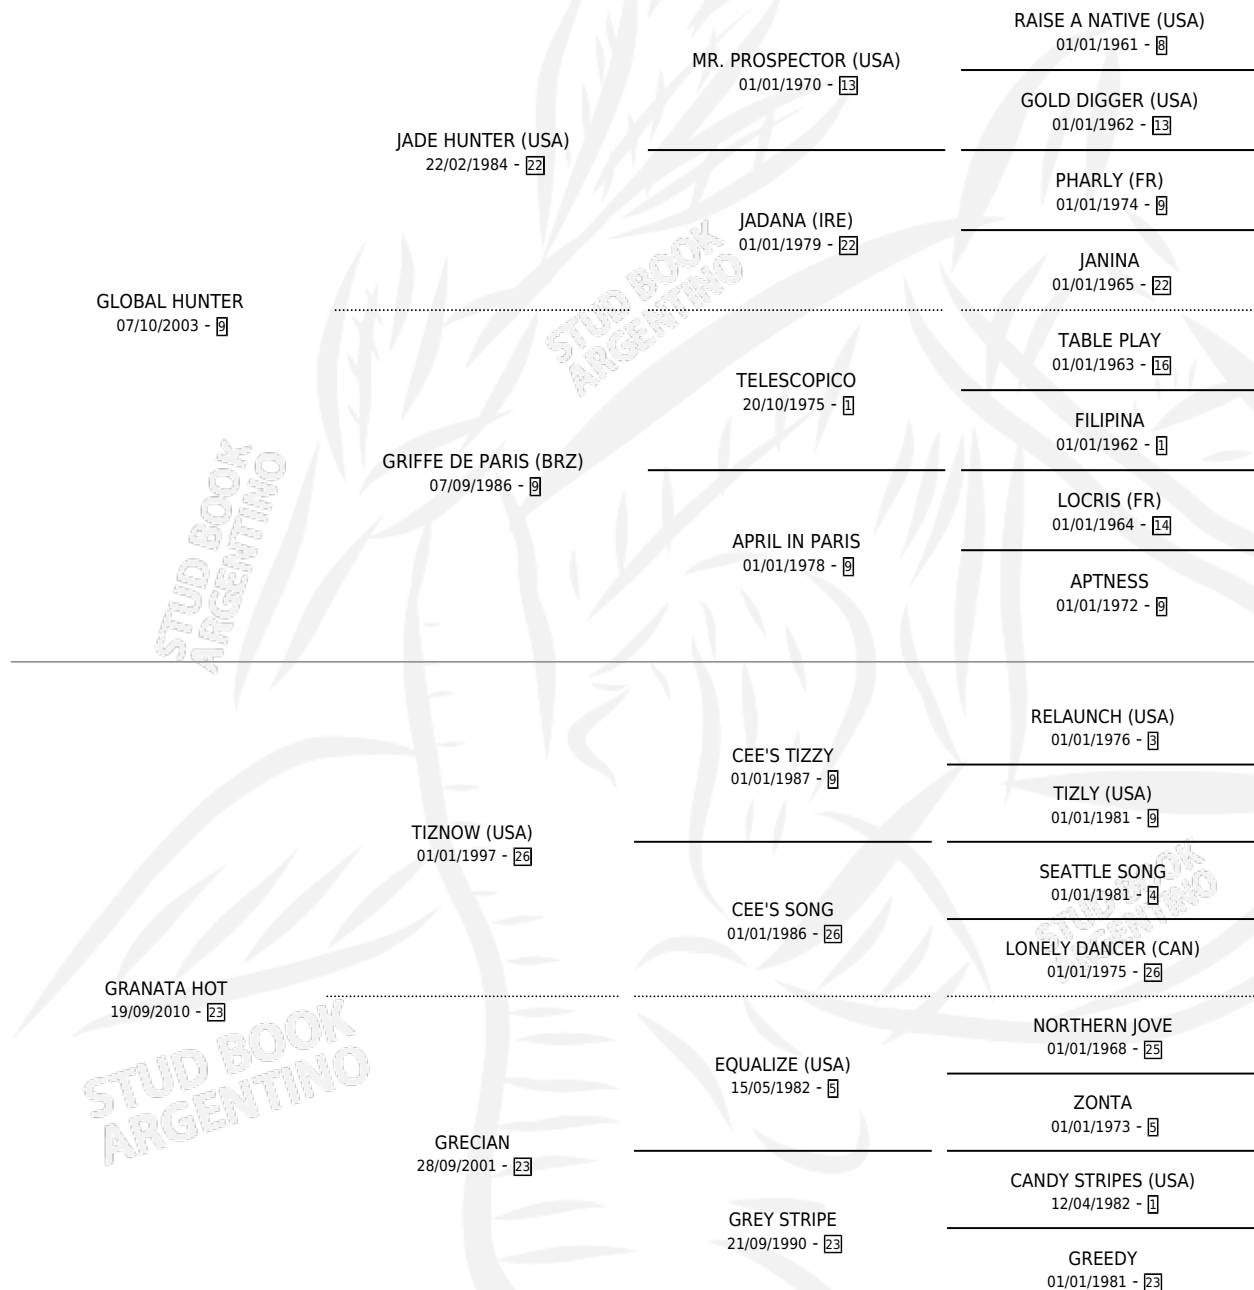 RAISE A NATIVE (USA)
01/01/1961 - 8
MR. PROSPECTOR (USA)
01/01/1970 - 13
GOLD DIGGER (USA)
01/01/1962 - 13
JADE HUNTER (USA)
22/02/1984 - 22
PHARLY (FR)
01/01/1974 - 9
JADANA (IRE)
01/01/1979 - 22
JANINA
01/01/1965 - 22
GLOBAL HUNTER
07/10/2003 - 9
TABLE PLAY
01/01/1963 - 16
TELESCOPICO
20/10/1975 - 1
FILIPINA
01/01/1962 - 1
GRIFFE DE PARIS (BRZ)
07/09/1986 - 9
LOCRIS (FR)
01/01/1964 - 14
APRIL IN PARIS
01/01/1978 - 9
APTNESS
01/01/1972 - 9
STUD BOOK
ARGENTINO
STUD BOOK
ARGENTINO
RELAUNCH (USA)
01/01/1976 - 3
CEE'S TIZZY
01/01/1987 - 9
TIZLY (USA)
01/01/1981 - 9
TIZNOW (USA)
01/01/1997 - 26
SEATTLE SONG
01/01/1981 - 4
CEE'S SONG
01/01/1986 - 26
LONELY DANCER (CAN)
01/01/1975 - 26
GRANATA HOT
19/09/2010 - 23
NORTHERN JOVE
01/01/1968 - 25
EQUALIZE (USA)
15/05/1982 - 5
ZONTA
01/01/1973 - 5
GRECIAN
28/09/2001 - 23
CANDY STRIPES (USA)
12/04/1982 - 1
GREY STRIPE
21/09/1990 - 23
GREEDY
01/01/1981 - 23
STUD BOOK
ARGENTINO
STUD BOOK
ARGENTINO